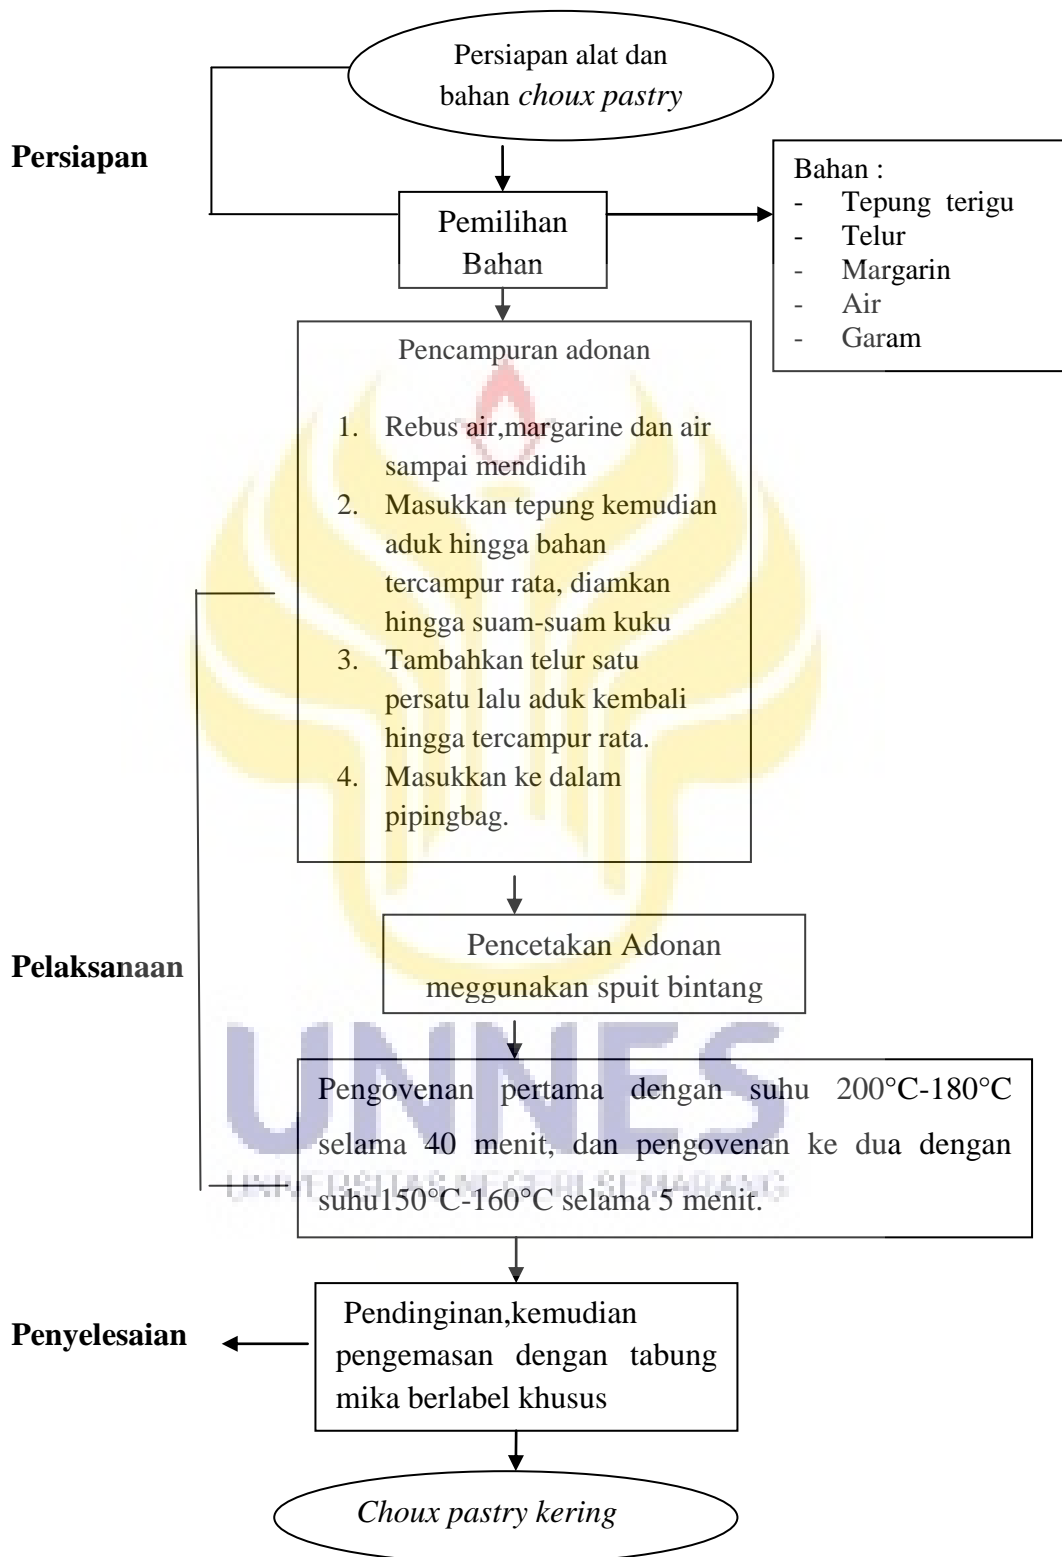 Persiapan alat dan
bahan choux pastry
Persiapan
Pemilihan
Bahan
Bahan :
- Tepung terigu
- Telur
- Margarin
- Air
- Garam
Pencampuran adonan
1. Rebus air,margarine dan air
sampai mendidih
2. Masukkan tepung kemudian
aduk hingga bahan
tercampur rata, diamkan
hingga suam-suam kuku
3. Tambahkan telur satu
persatu lalu aduk kembali
hingga tercampur rata.
4. Masukkan ke dalam
pipingbag.
Pelaksanaan
Pencetakan Adonan
meggunakan spuit bintang
UNNES
Pengovenan pertama dengan suhu 200°C-180°C
selama 40 menit, dan pengovenan ke dua dengan
UNIVERSITAS NEGERI SEMARANG
suhu150°C-160°C selama 5 menit.
Penyelesaian
Pendinginan,kemudian
pengemasan dengan tabung
mika berlabel khusus
Choux pastry kering